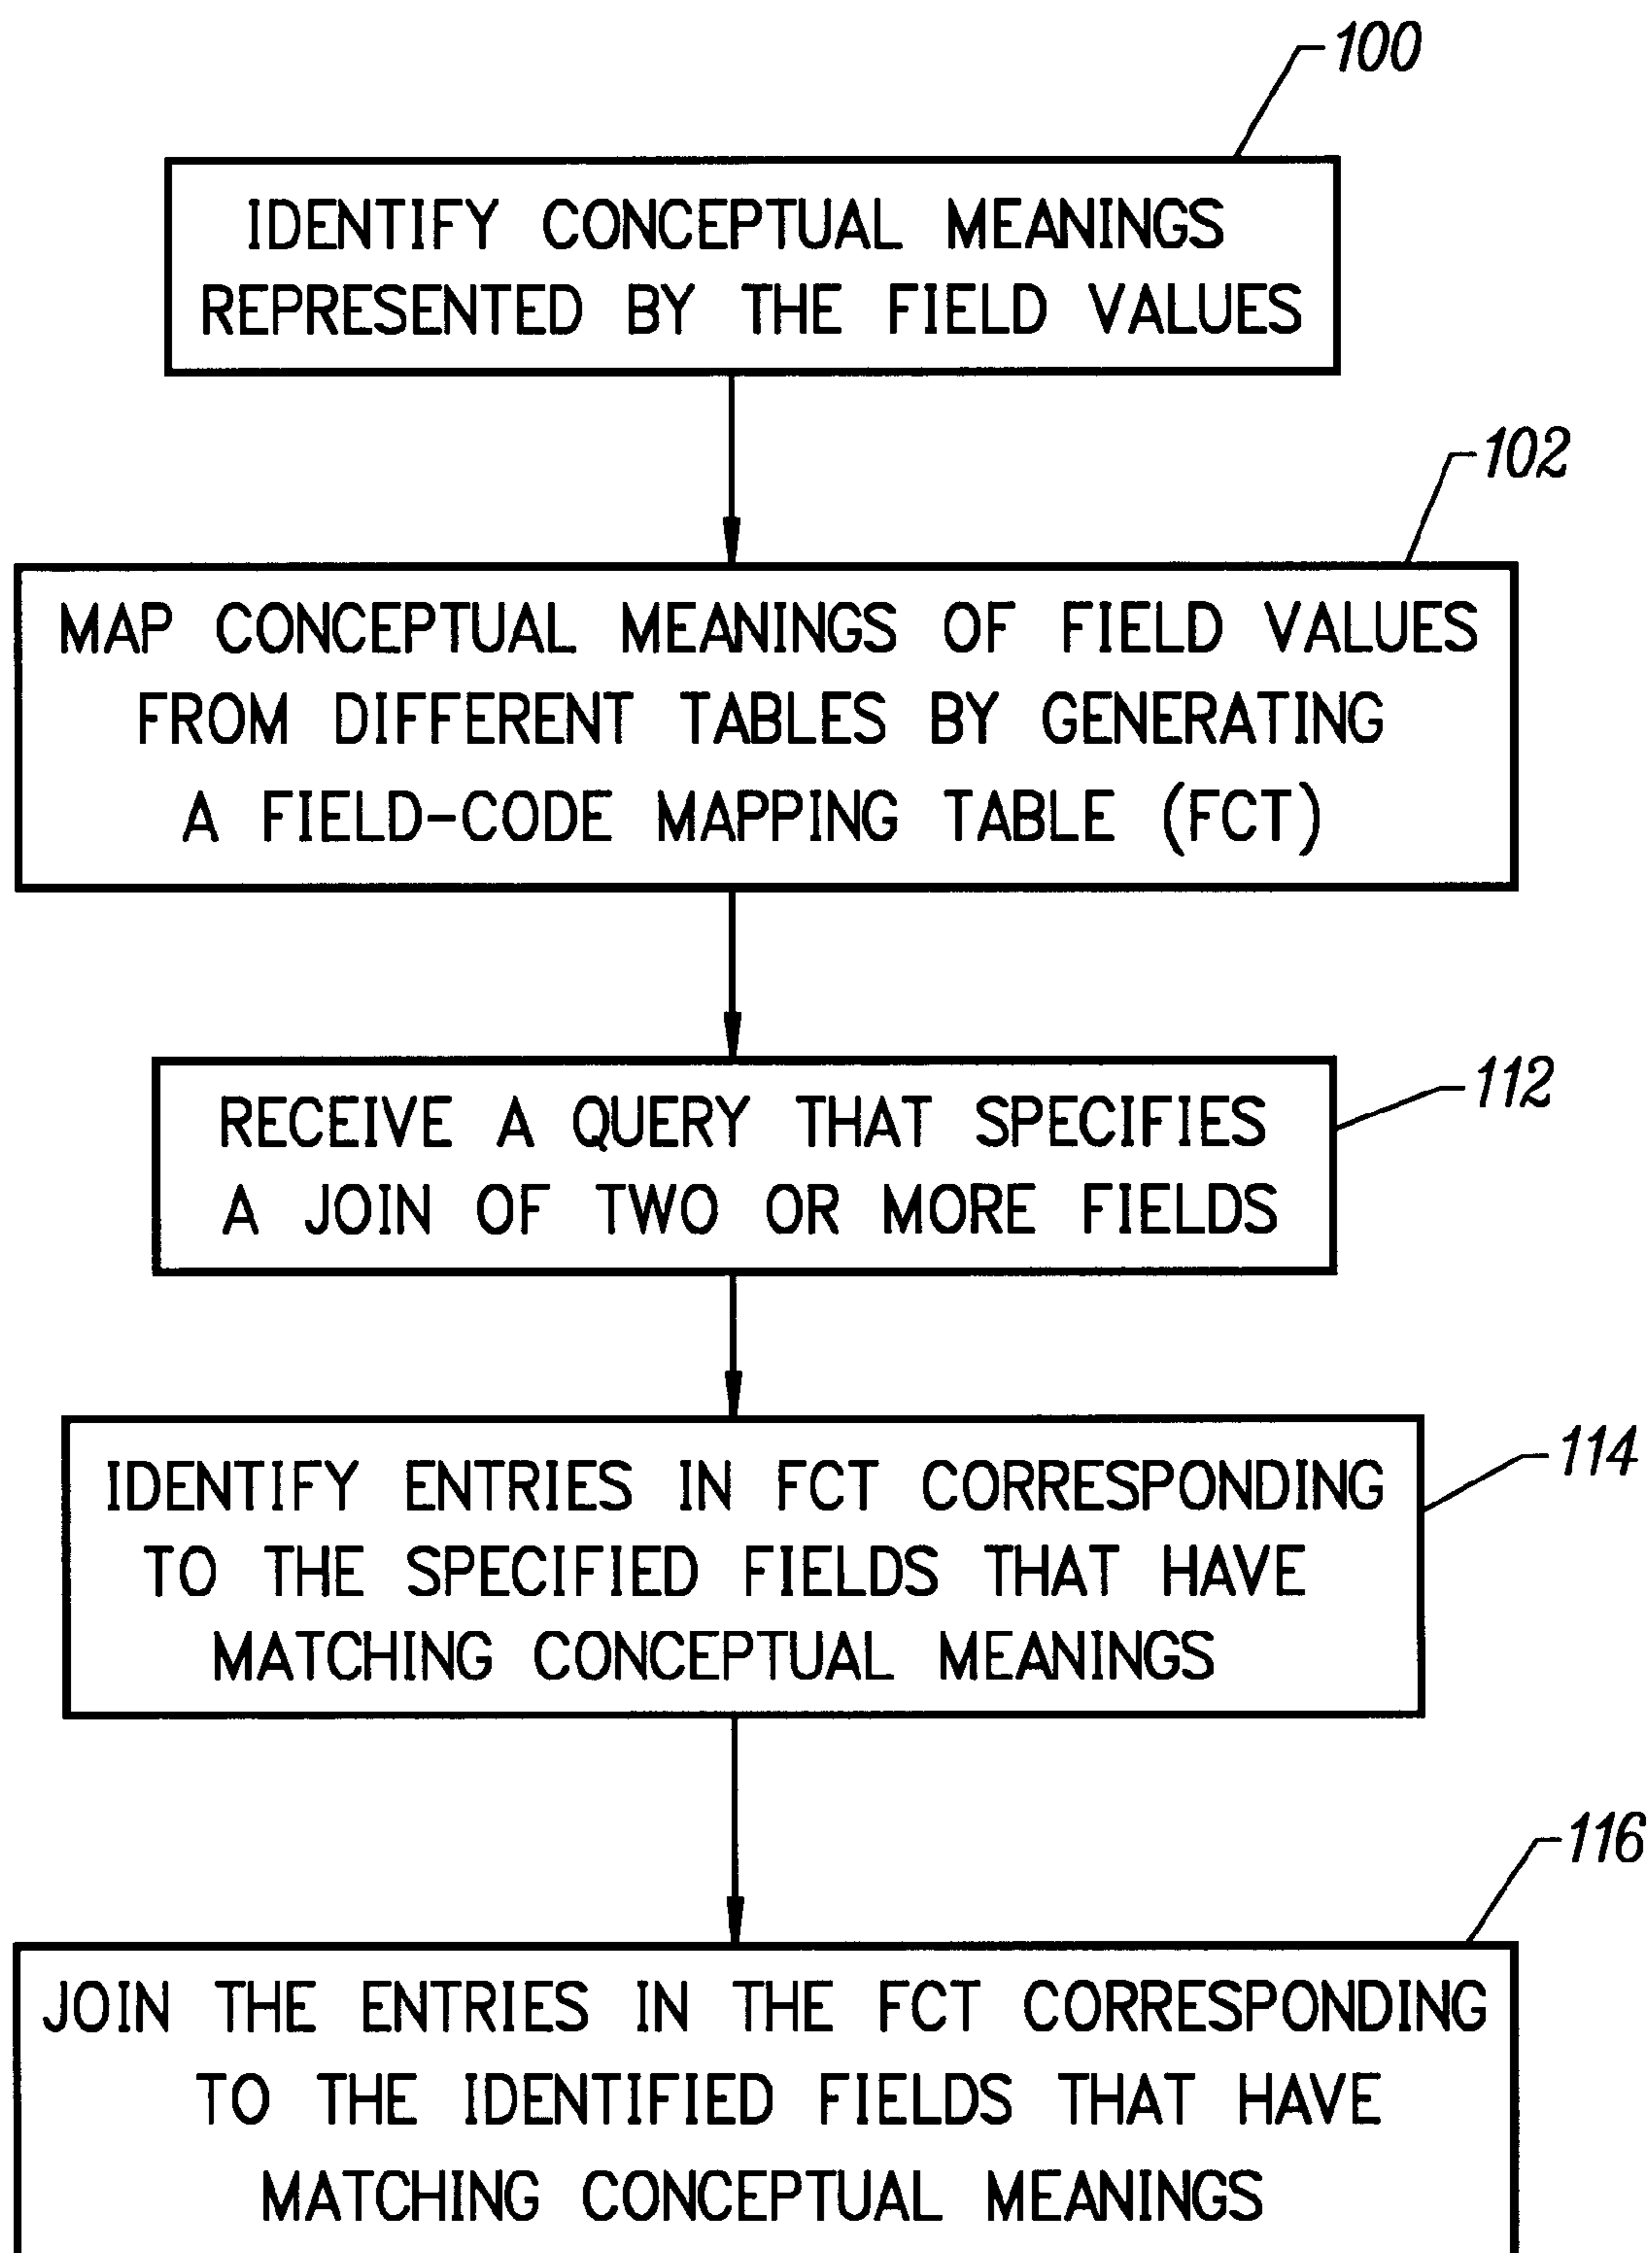 100
IDENTIFY CONCEPTUAL MEANINGS
REPRESENTED BY THE FIELD VALUES
102
MAP CONCEPTUAL MEANINGS OF FIELD VALUES
FROM DIFFERENT TABLES BY GENERATING
A FIELD-CODE MAPPING TABLE (FCT)
112
RECEIVE A QUERY THAT SPECIFIES
A JOIN OF TWO OR MORE FIELDS
114
IDENTIFY ENTRIES IN FCT CORRESPONDING
TO THE SPECIFIED FIELDS THAT HAVE
MATCHING CONCEPTUAL MEANINGS
116
JOIN THE ENTRIES IN THE FCT CORRESPONDING
TO THE IDENTIFIED FIELDS THAT HAVE
MATCHING CONCEPTUAL MEANINGS